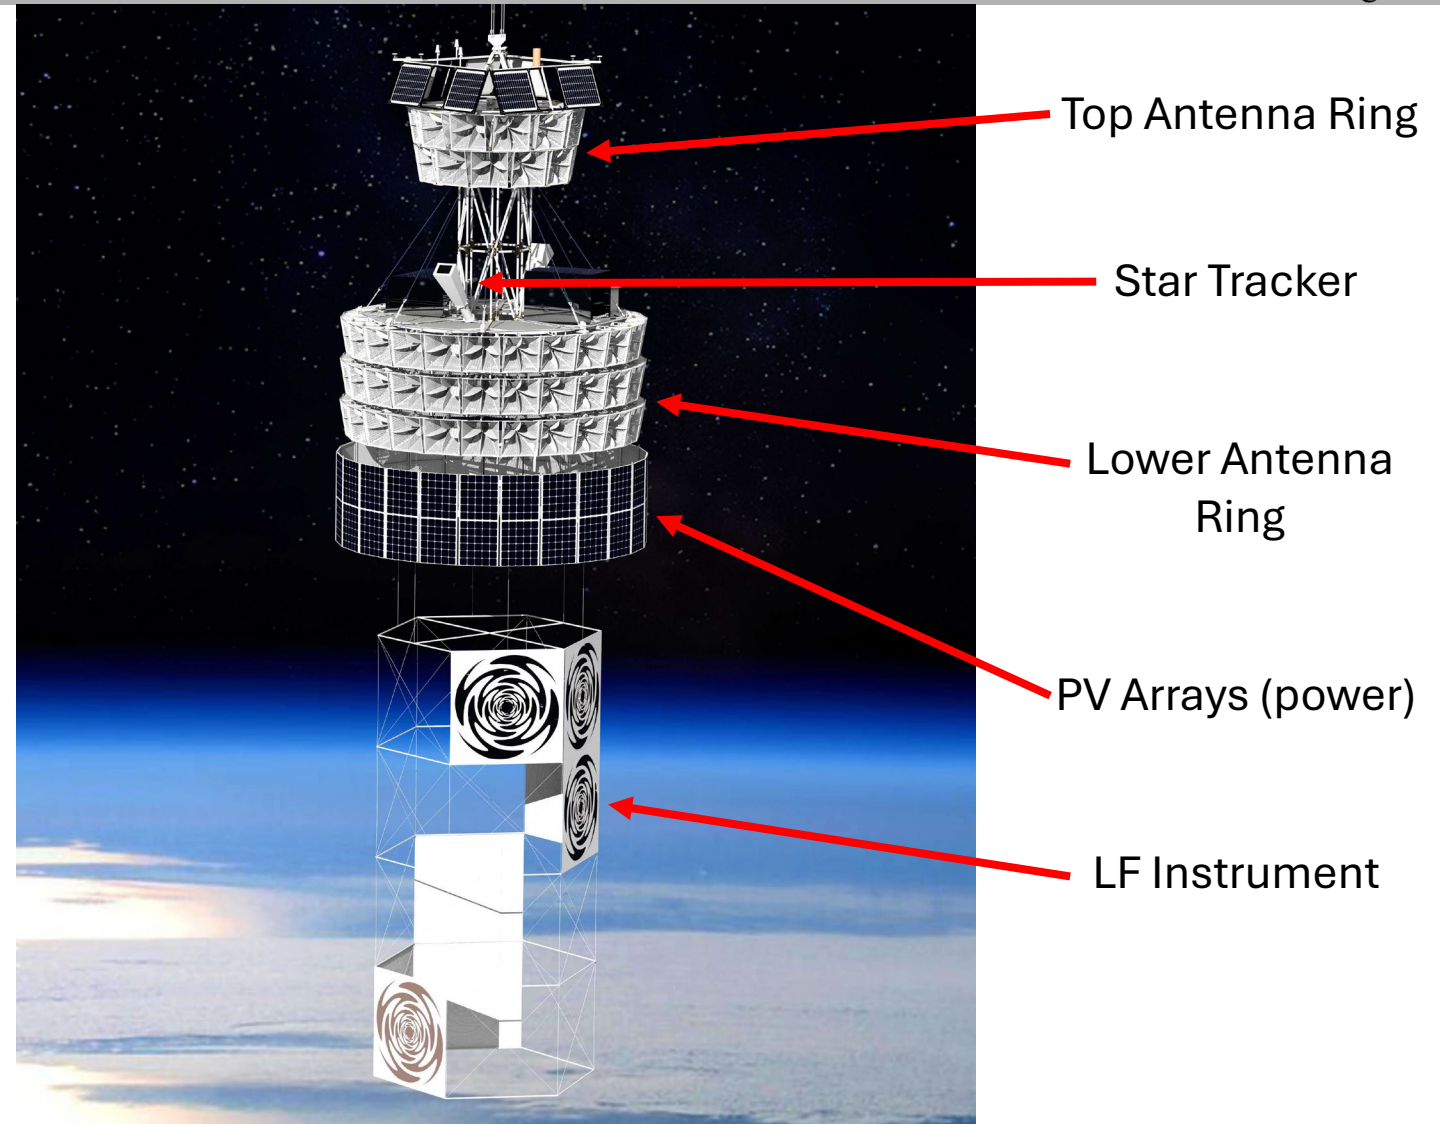 Top Antenna Ring
Star Tracker
Lower Antenna
Ring
PV Arrays (power)
LF Instrument